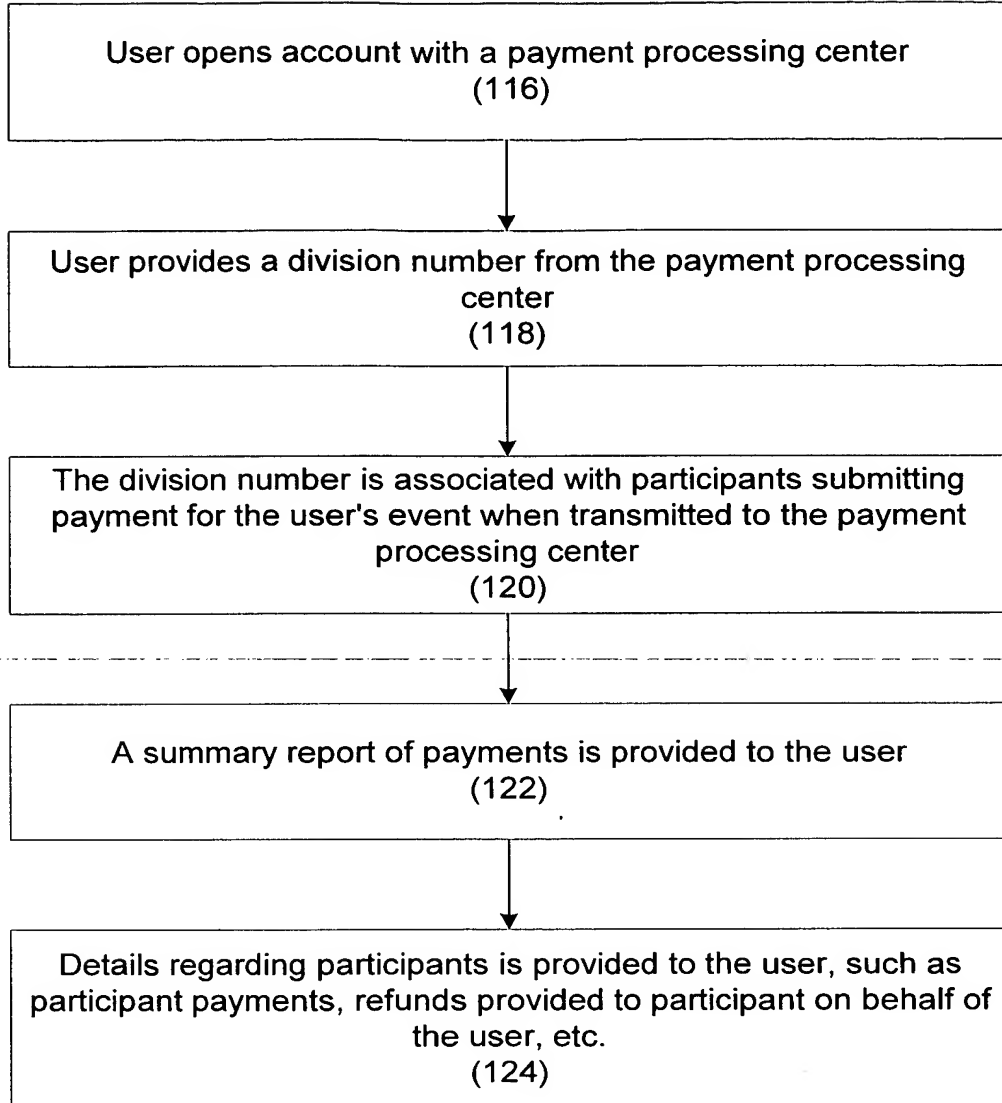 User opens account with a payment processing center
(116)
User provides a division number from the payment processing
center
(118)
The division number is associated with participants submitting
payment for the user's event when transmitted to the payment
processing center
(120)
A summary report of payments is provided to the user
(122)
Details regarding participants is provided to the user, such as
participant payments, refunds provided to participant on behalf of
the user, etc.
(124)